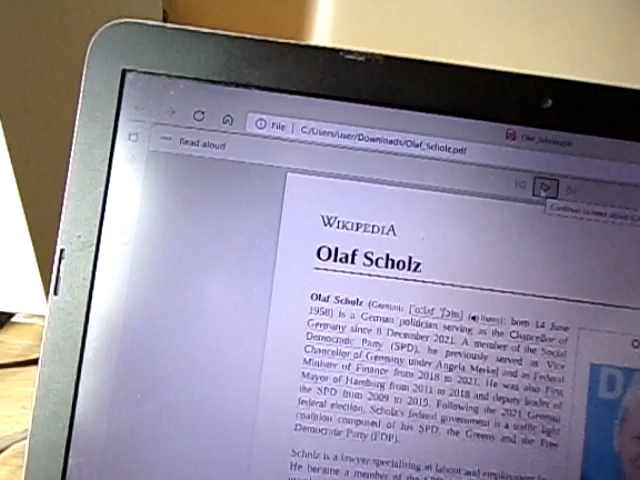 File | C:/Users/user/Downloads/Olaf_Scholz.pdf
Read aloud
WIKIPEDIA
Olaf Scholz
Olaf Scholz (German: born 14 June
1958) is a German politician serving as the Chancellor of
Germany since 8 December 2021. A member of the Social
Democratic Party (SPD), he previously served as Vice
Chancellor of Germany under Angela Merkel and as Federal
Minister of Finance from 2018 to 2021. He was also First
Mayor of Hamburg from 2011 to 2018 and deputy leader of
the SPD from 2009 to 2019. Following the 2021 German
federal election, Scholz's federal government is a traffic light
coalition composed of his SPD, the Greens and the Free
Democratic Party (FDP).
Scholz is a lawyer specialising in labour and employment
He became a member of the